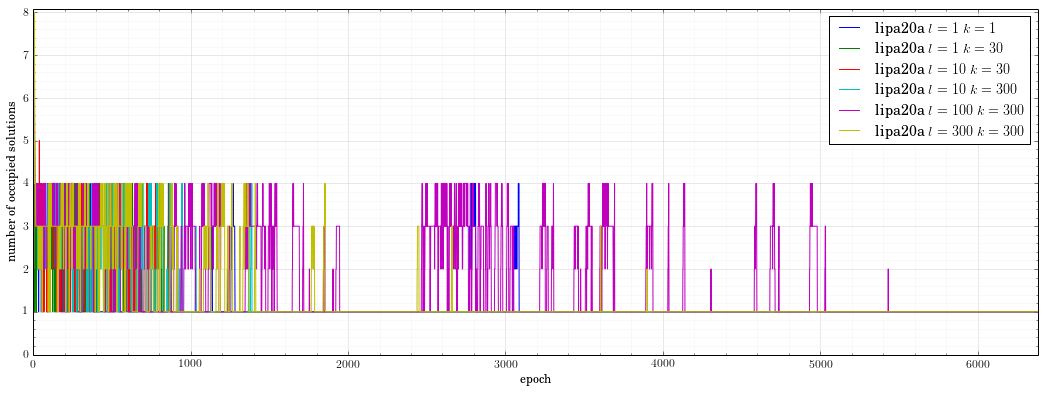 number of occupied solutions
8
7
6
5
4
3
2
1
0
0 1000 2000 3000 4000 5000 6000
epoch
lipa20a l = 1 k = 1
lipa20a l = 1 k = 30
lipa20a l = 10 k = 30
lipa20a l = 10 k = 300
lipa20a l = 100 k = 300
lipa20a l = 300 k = 300